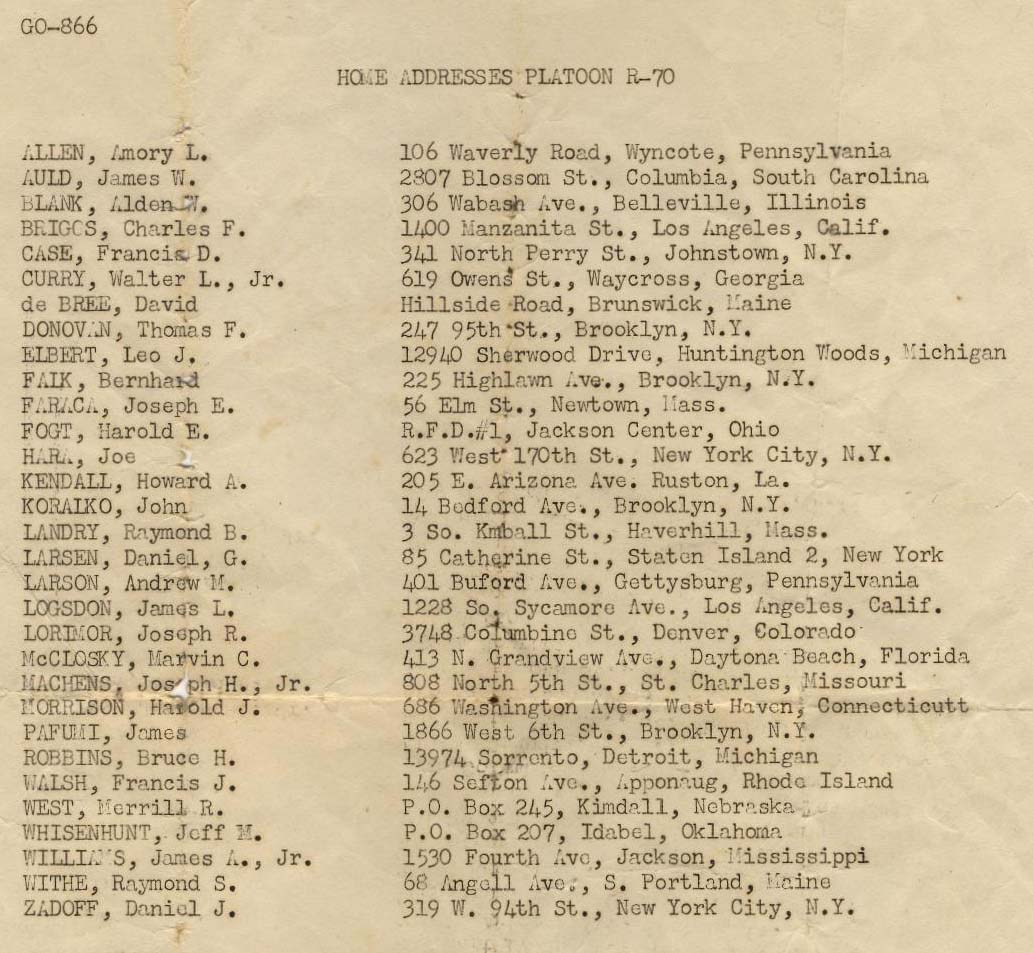 GO-866
HOME ADDRESSES PLATOON R-70
ALLEN, Amory L. 106 Waverly Road, Wyncote, Pennsylvania
AULD, James W. 2807 Blossom St., Columbia, South Carolina
BLANK, Alden W. 306 Wabash Ave., Belleville, Illinois
BRIGGS, Charles F. 1400 Manzanita St., Los Angeles, Calif.
CASE, Francis D. 341 North Perry St., Johnstown, N.Y.
CURRY, Walter L., Jr. 619 Owens St., Waycross, Georgia
de BREE, David Hillside Road, Brunswick, Maine
DONOVAN, Thomas F. 247 95th St., Brooklyn, N.Y.
ELBERT, Leo J. 12940 Sherwood Drive, Huntington Woods, Michigan
FALK, Bernhard 225 Highlawn Ave., Brooklyn, N.Y.
FARACA, Joseph E. 56 Elm St., Newtown, Mass.
FOGT, Harold E. R.F.D.#1, Jackson Center, Ohio
HARA, Joe 623 West 170th St., New York City, N.Y.
KENDALL, Howard A. 205 E. Arizona Ave. Ruston, La.
KORALKO, John 14 Bedford Ave., Brooklyn, N.Y.
LANDRY, Raymond B. 3 So. Kmball St., Haverhill, Mass.
LARSEN, Daniel, G. 85 Catherine St., Staten Island 2, New York
LARSON, Andrew M. 401 Buford Ave., Gettysburg, Pennsylvania
LOGSDON, James L. 1228 So. Sycamore Ave., Los Angeles, Calif.
LORIMOR, Joseph R. 3748 Columbine St., Denver, Colorado
McCLOSKY, Marvin C. 413 N. Grandview Ave., Daytona Beach, Florida
MACHENS, Joseph H., Jr. 808 North 5th St., St. Charles, Missouri
MORRISON, Harold J. 686 Washington Ave., West Haven, Connecticutt
PAFUMI, James 1866 West 6th St., Brooklyn, N.Y.
ROBBINS, Bruce H. 13974 Sorrento, Detroit, Michigan
WALSH, Francis J. 146 Sefton Ave., Apponaug, Rhode Island
WEST, Merrill R. P.O. Box 245, Kimdall, Nebraska
WHISENHUNT, Jeff M. P.O. Box 207, Idabel, Oklahoma
WILLIAMS, James A., Jr. 1530 Fourth Ave, Jackson, Mississippi
WITHE, Raymond S. 68 Angell Ave., S. Portland, Maine
ZADOFF, Daniel J. 319 W. 94th St., New York City, N.Y.